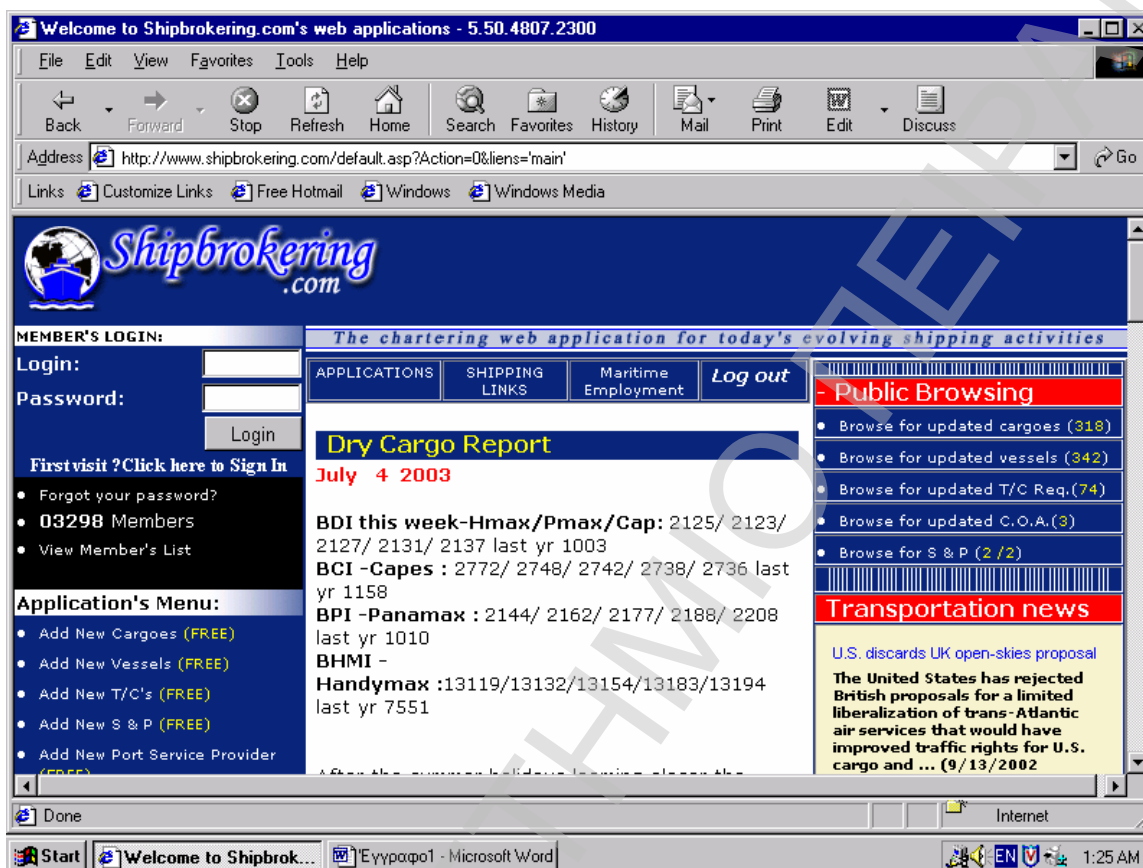 Welcome to Shipbrokering.com's web applications - 5.50.4807.2300
File Edit View Favorites Tools Help
Back Forward Stop Refresh Home Search Favorites History Mail Print Edit Discuss
Address http://www.shipbrokering.com/default.asp?Action=0&liens='main' Go
Links Customize Links Free Hotmail Windows Windows Media
Shipbrokering
.com
MEMBER'S LOGIN:
Login:
Password:
Login
First visit ?Click here to Sign In
Forgot your password?
03298 Members
View Member's List
Application's Menu:
Add New Cargoes (FREE)
Add New Vessels (FREE)
Add New T/C's (FREE)
Add New S & P (FREE)
Add New Port Service Provider
(FREE)
The chartering web application for today's evolving shipping activities
APPLICATIONS
SHIPPING
LINKS
Maritime
Employment
Log out
Dry Cargo Report
July 4 2003
BDI this week-Hmax/Pmax/Cap: 2125/ 2123/
2127/ 2131/ 2137 last yr 1003
BCI -Capes : 2772/ 2748/ 2742/ 2738/ 2736 last
yr 1158
BPI -Panamax : 2144/ 2162/ 2177/ 2188/ 2208
last yr 1010
BHMI -
Handymax :13119/13132/13154/13183/13194
last yr 7551
After the summer holidays looming closer the
- Public Browsing
Browse for updated cargoes (318)
Browse for updated vessels (342)
Browse for updated T/C Req.(74)
Browse for updated C.O.A.(3)
Browse for S & P (2 /2)
Transportation news
U.S. discards UK open-skies proposal
The United States has rejected
British proposals for a limited
liberalization of trans-Atlantic
air services that would have
improved traffic rights for U.S.
cargo and ... (9/13/2002
Done Internet
Start Welcome to Shipbrok... Έγγραφο1 - Microsoft Word EN 1:25 AM